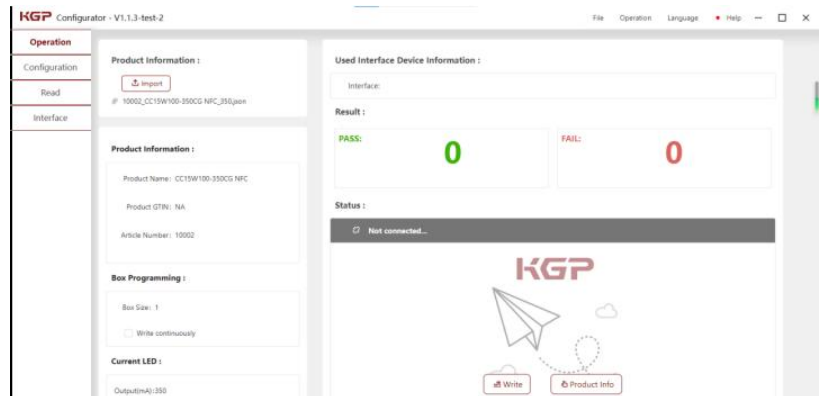 KGP Configurator - V1.1.3-test-2
File Operation Language Help
Operation
Configuration
Read
Interface
Product Information :
Import
10002_CC15W100-350CG NFC_350.json
Product Information :
Product Name: CC15W100-350CG NFC
Product GTIN: NA
Article Number: 10002
Box Programming :
Box Size: 1
Write continuously
Current LED :
Output(mA):350
Used Interface Device Information :
Interface:
Result :
PASS:
0
FAIL:
0
Status :
Not connected...
KGP
Write
Product Info